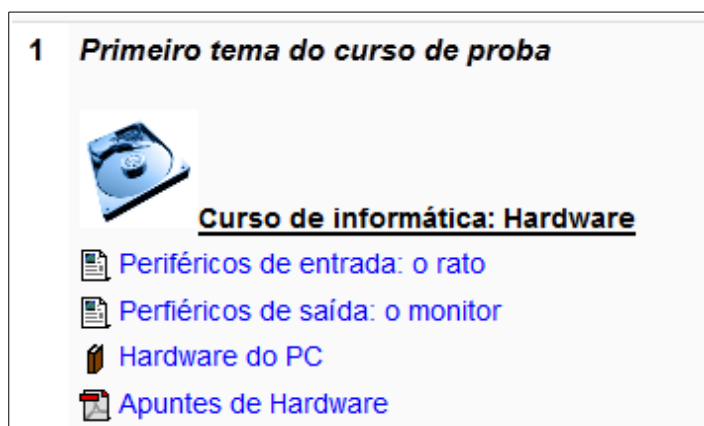 1 Primeiro tema do curso de proba
Curso de informática: Hardware
Periféricos de entrada: o rato
Perfiéricos de saída: o monitor
Hardware do PC
Apuntes de Hardware